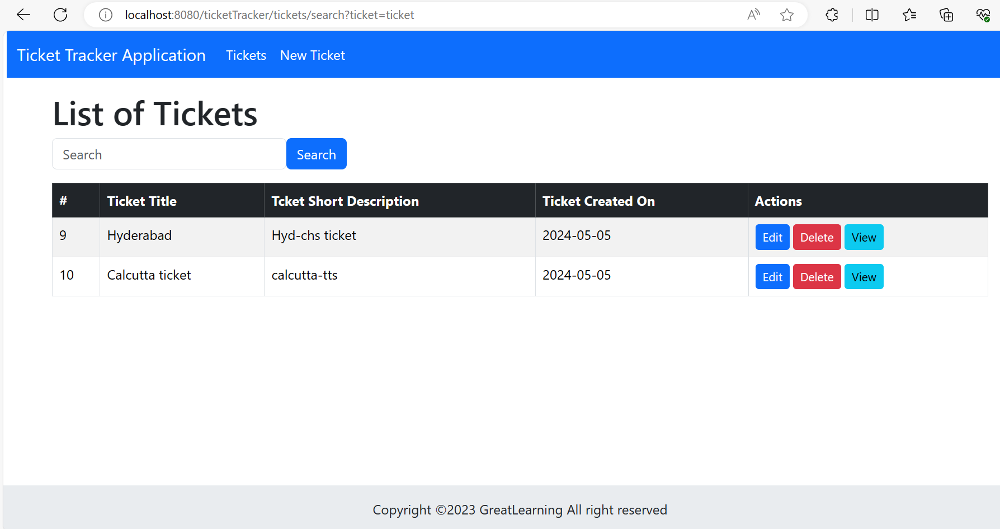 localhost:8080/ticketTracker/tickets/search?ticket=ticket
Ticket Tracker Application Tickets New Ticket
List of Tickets
Search Search
# Ticket Title Tcket Short Description Ticket Created On Actions
9 Hyderabad Hyd-chs ticket 2024-05-05 Edit Delete View
10 Calcutta ticket calcutta-tts 2024-05-05 Edit Delete View
Copyright ©2023 GreatLearning All right reserved